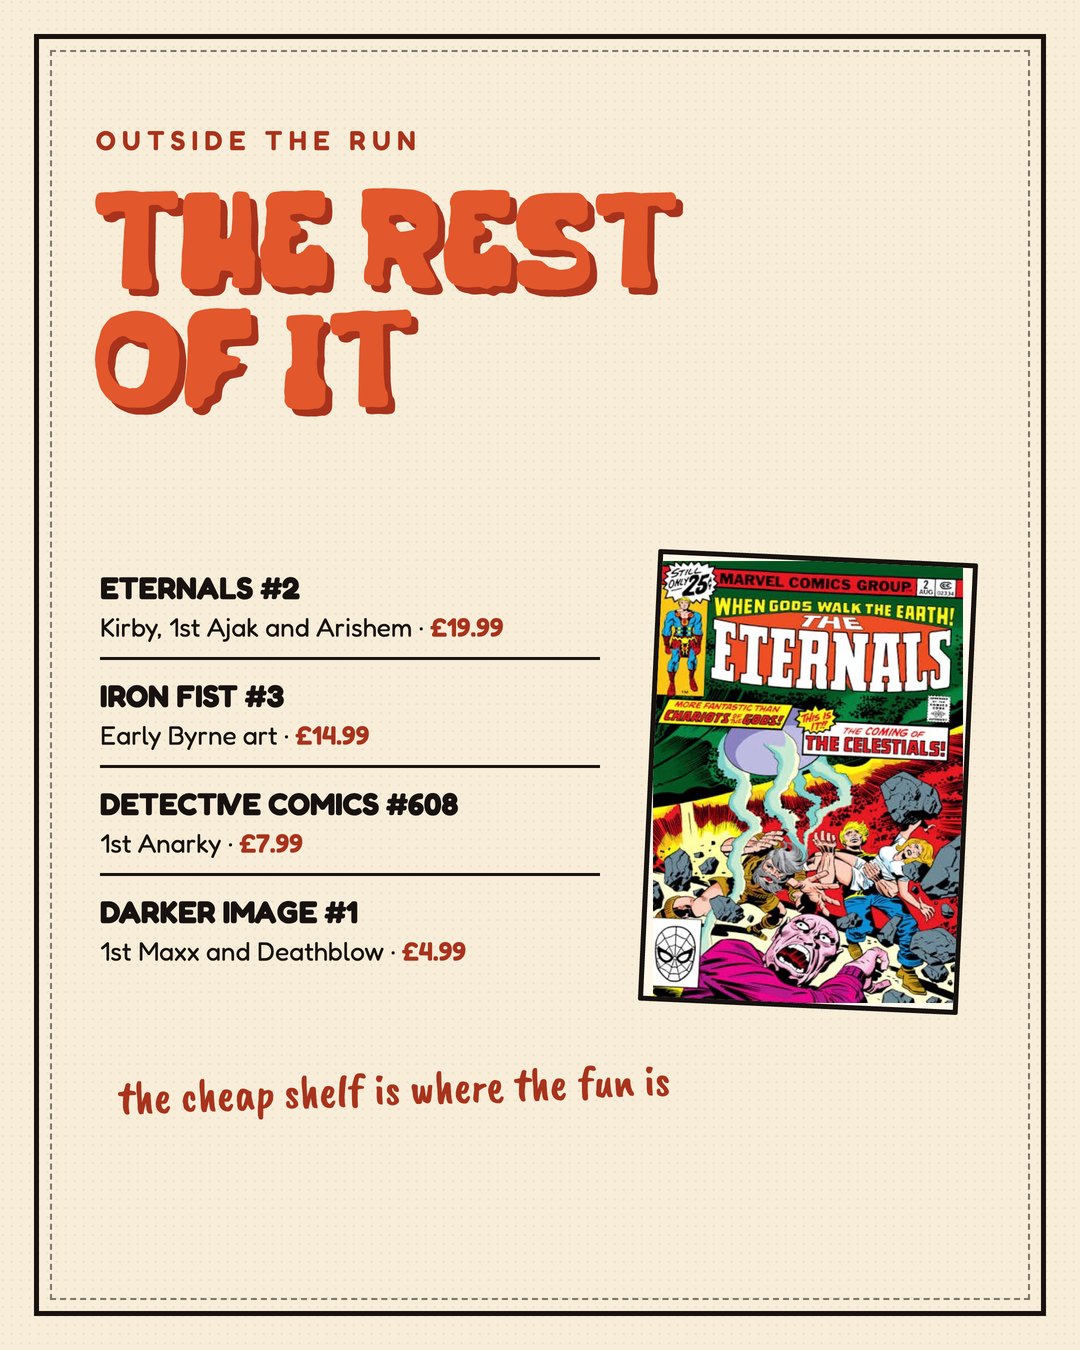 OUTSIDE THE RUN
THE REST
OF IT
ETERNALS #2
Kirby, 1st Ajak and Arishem · £19.99
IRON FIST #3
Early Byrne art · £14.99
DETECTIVE COMICS #608
1st Anarky · £7.99
DARKER IMAGE #1
1st Maxx and Deathblow · £4.99
STILL
ONLY 25¢
MARVEL COMICS GROUP
2
AUG
02334
WHEN GODS WALK THE EARTH!
THE
ETERNALS
MORE FANTASTIC THAN
CHARIOTS OF THE GODS!
THIS IS
IT!!
THE COMING OF
THE CELESTIALS!
the cheap shelf is where the fun is